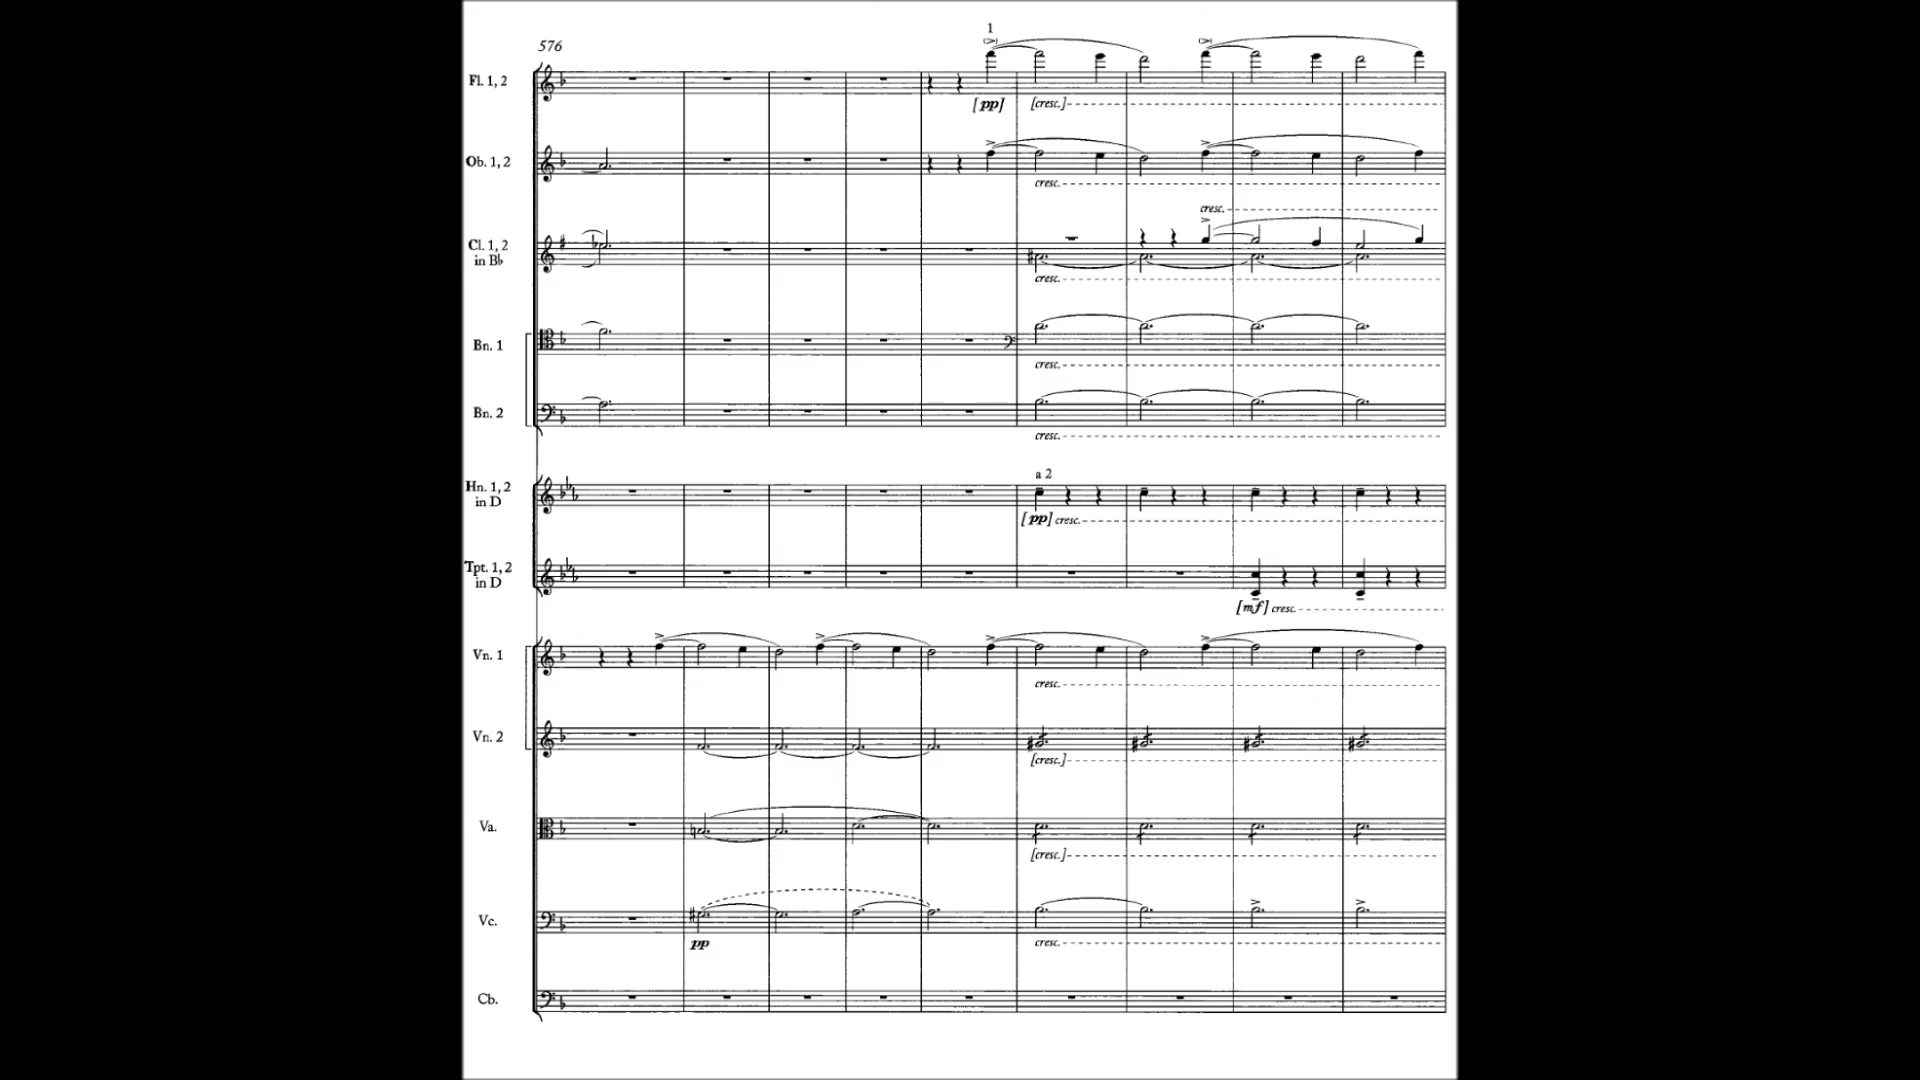 1
576
Fl. 1, 2
[pp] [cresc.]
Ob. 1, 2
cresc.
cresc.
Cl. 1, 2
in Bb
cresc.
Bn. 1
cresc.
Bn. 2
cresc.
a 2
Hn. 1, 2
in D
[pp] cresc.
Tpt. 1, 2
in D
[mf] cresc.
Vn. 1
cresc.
Vn. 2
[cresc.]
Va.
[cresc.]
Vc.
pp
cresc.
Cb.